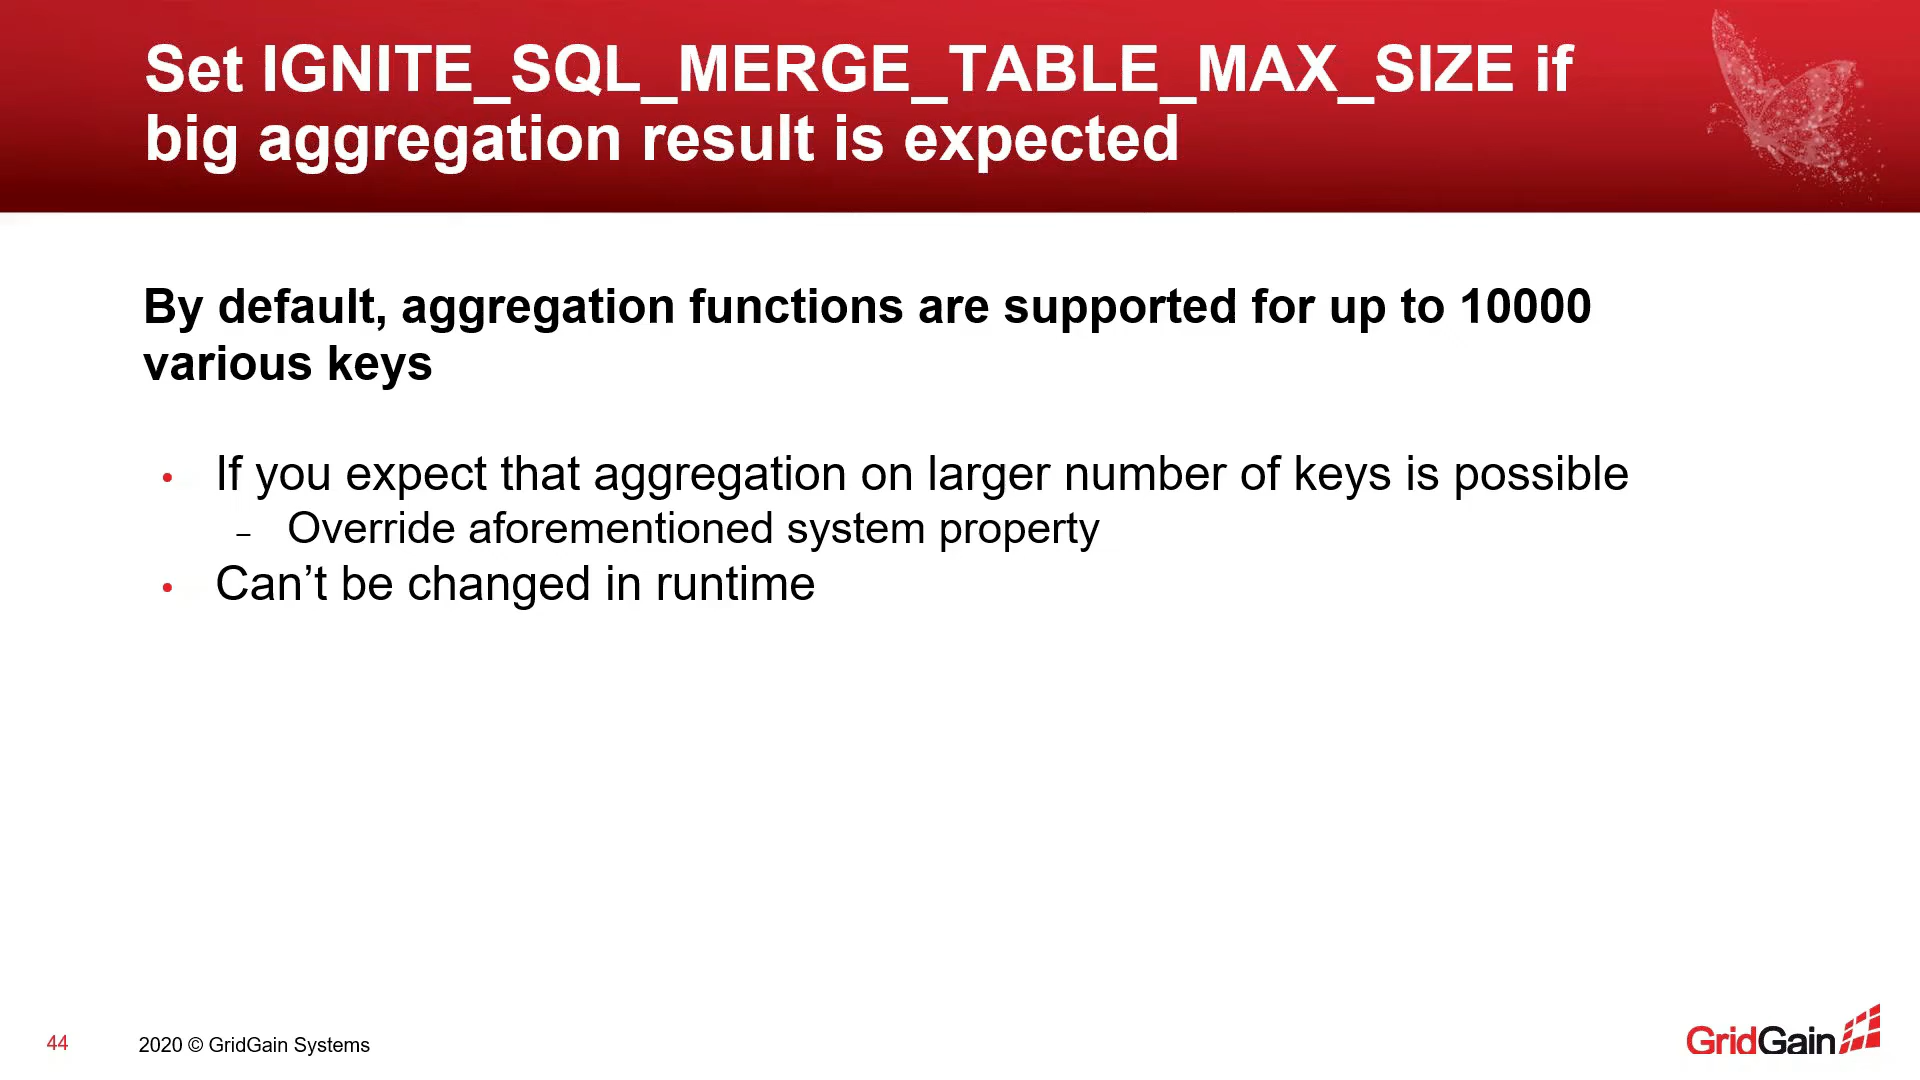 Set IGNITE_SQL_MERGE_TABLE_MAX_SIZE if
big aggregation result is expected
By default, aggregation functions are supported for up to 10000
various keys
• If you expect that aggregation on larger number of keys is possible
– Override aforementioned system property
• Can’t be changed in runtime
44
2020 © GridGain Systems
GridGain